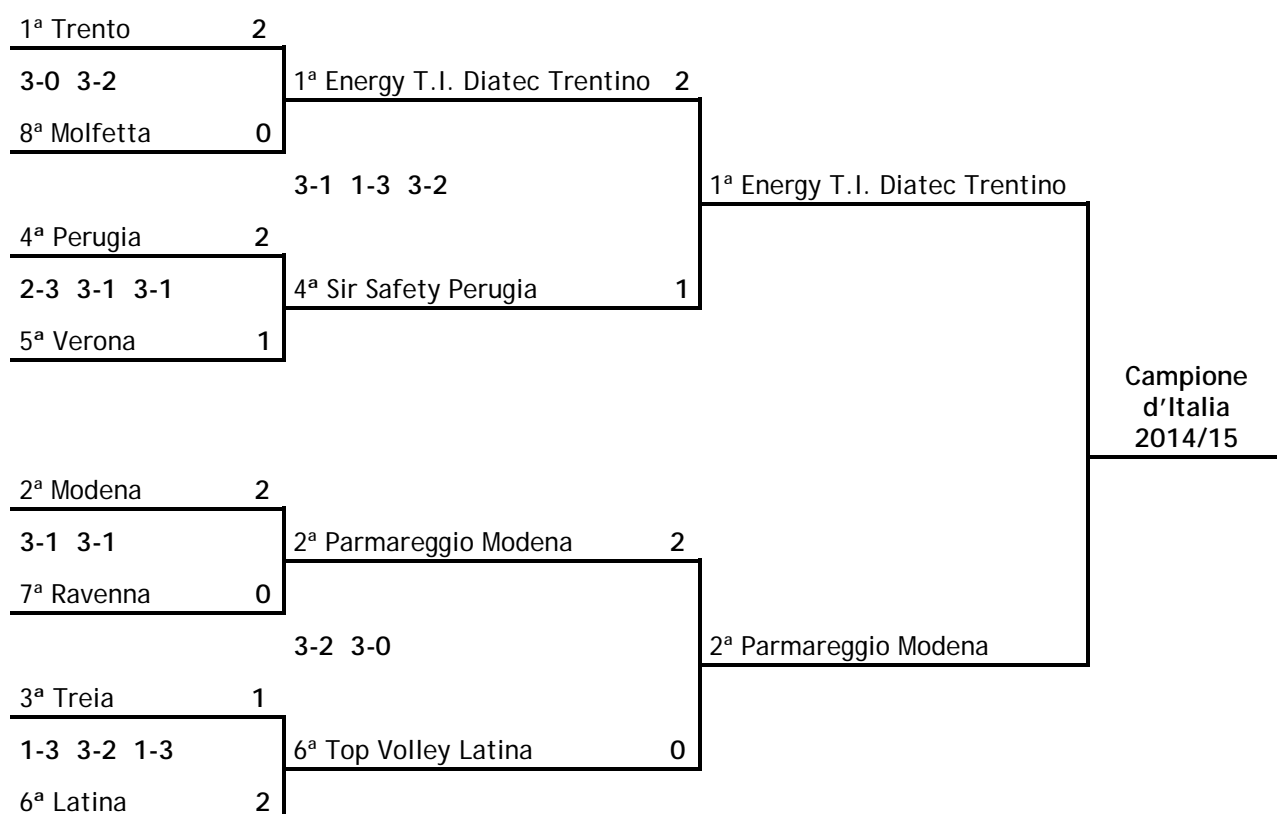 1ª Trento 2
3-0 3-2
8ª Molfetta 0
1ª Energy T.I. Diatec Trentino 2
3-1 1-3 3-2
4ª Perugia 2
2-3 3-1 3-1
5ª Verona 1
4ª Sir Safety Perugia 1
1ª Energy T.I. Diatec Trentino
2ª Modena 2
3-1 3-1
7ª Ravenna 0
2ª Parmareggio Modena 2
3-2 3-0
3ª Treia 1
1-3 3-2 1-3
6ª Latina 2
6ª Top Volley Latina 0
2ª Parmareggio Modena
Campione
d'Italia
2014/15